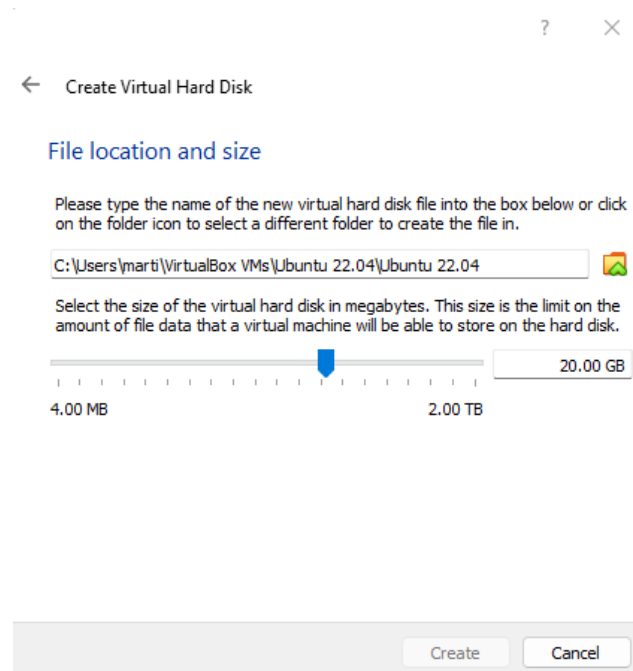 ?
Create Virtual Hard Disk
File location and size
Please type the name of the new virtual hard disk file into the box below or click
on the folder icon to select a different folder to create the file in.
C:\Users\marti\VirtualBox VMs\Ubuntu 22.04\Ubuntu 22.04
Select the size of the virtual hard disk in megabytes. This size is the limit on the
amount of file data that a virtual machine will be able to store on the hard disk.
20.00 GB
4.00 MB 2.00 TB
Create Cancel